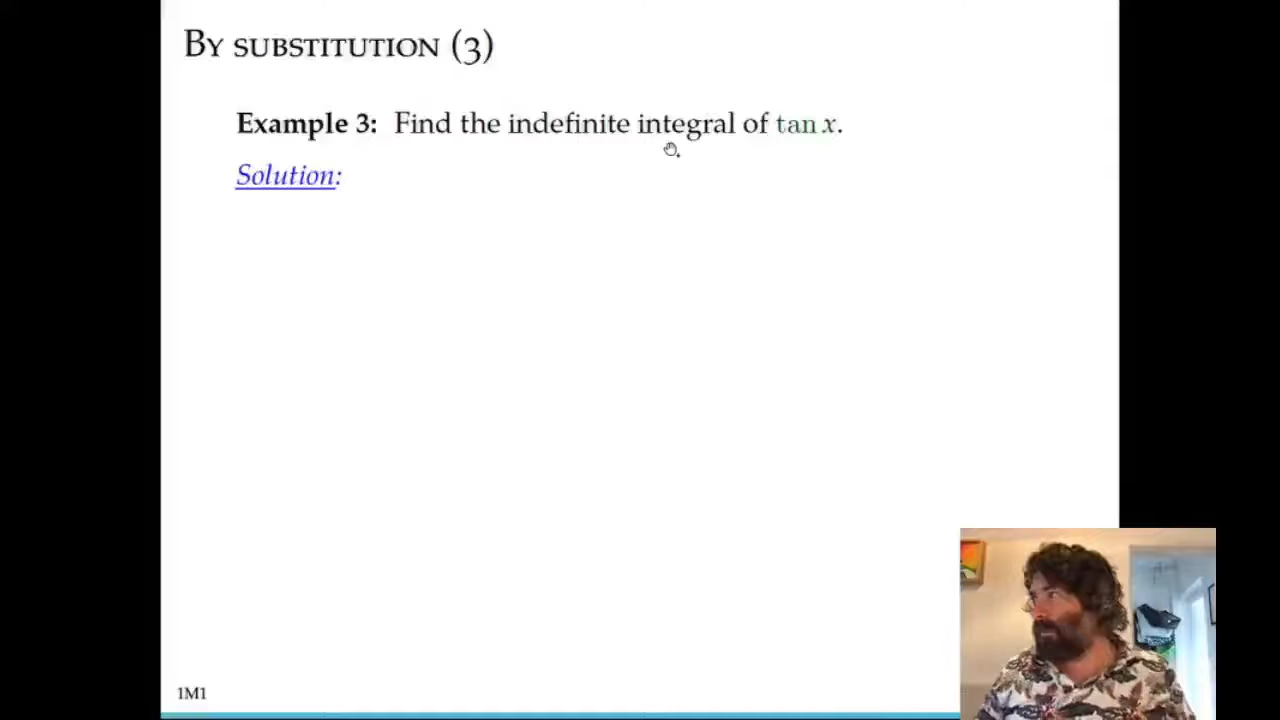 By substitution (3)
Example 3: Find the indefinite integral of tan x.
Solution:
1M1